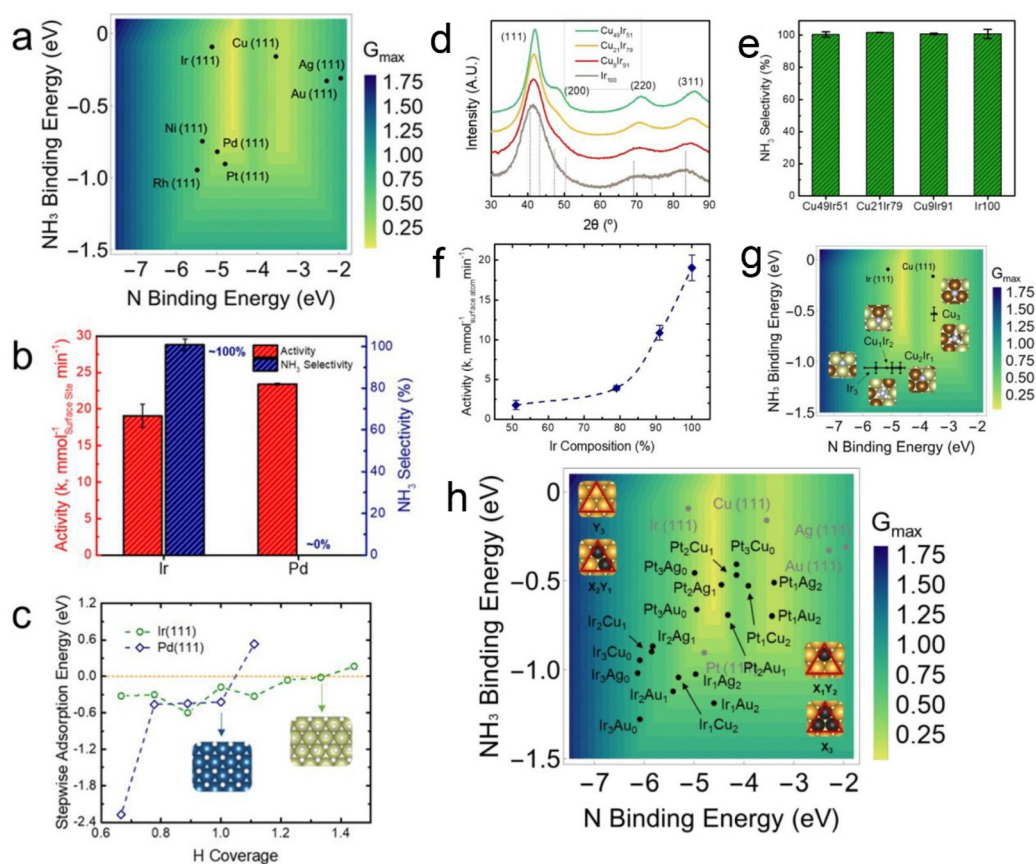 a
NH₃ Binding Energy (eV)
0
−0.5
−1.0
−1.5
Ir (111)
Cu (111)
Ag (111)
Au (111)
Ni (111)
Pd (111)
Rh (111)
Pt (111)
−7 −6 −5 −4 −3 −2
N Binding Energy (eV)
Gmax
1.75
1.50
1.25
1.00
0.75
0.50
0.25
d
Intensity (A.U.)
(111)
(200)
(220)
(311)
Cu₄₉Ir₅₁
Cu₂₁Ir₇₉
Cu₉Ir₉₁
Ir₁₀₀
30 40 50 60 70 80 90
2θ (º)
e
NH₃ Selectivity (%)
100
80
60
40
20
0
Cu49Ir51 Cu21Ir79 Cu9Ir91 Ir100
b
Activity (k, mmol⁻¹Surface Site min⁻¹)
30
25
20
15
10
5
0
Activity
NH₃ Selectivity
~100%
~0%
Ir Pd
100
80
60
40
20
0
NH₃ Selectivity (%)
f
Activity (k, mmol⁻¹surface atom min⁻¹)
20
15
10
5
0
50 60 70 80 90 100
Ir Composition (%)
g
NH₃ Binding Energy (eV)
0
−0.5
−1.0
−1.5
Ir (111)
Cu (111)
Cu₃
Cu₁Ir₂
Cu₂Ir₁
Ir₃
−7 −6 −5 −4 −3 −2
N Binding Energy (eV)
Gmax
1.75
1.50
1.25
1.00
0.75
0.50
0.25
c
Stepwise Adsorption Energy (eV)
1.2
0.6
0.0
-0.6
-1.2
-1.8
-2.4
Ir(111)
Pd(111)
0.6 0.8 1.0 1.2 1.4
H Coverage
h
NH₃ Binding Energy (eV)
0
−0.5
−1.0
−1.5
Y₃
X₂Y₁
X₁Y₂
X₃
Cu (111)
Ir (111)
Ag (111)
Au (111)
Pt₂Cu₁
Pt₃Cu₀
Pt₃Ag₀
Pt₂Ag₁
Pt₁Ag₂
Pt₃Au₀
Pt₁Au₂
Pt₁Cu₂
Ir₂Cu₁
Ir₂Ag₁
Pt₂Au₁
Ir₃Cu₀
Ir₃Ag₀
Ir₁Ag₂
Ir₂Au₁
Ir₁Au₂
Ir₁Cu₂
Ir₃Au₀
−7 −6 −5 −4 −3 −2
N Binding Energy (eV)
Gmax
1.75
1.50
1.25
1.00
0.75
0.50
0.25